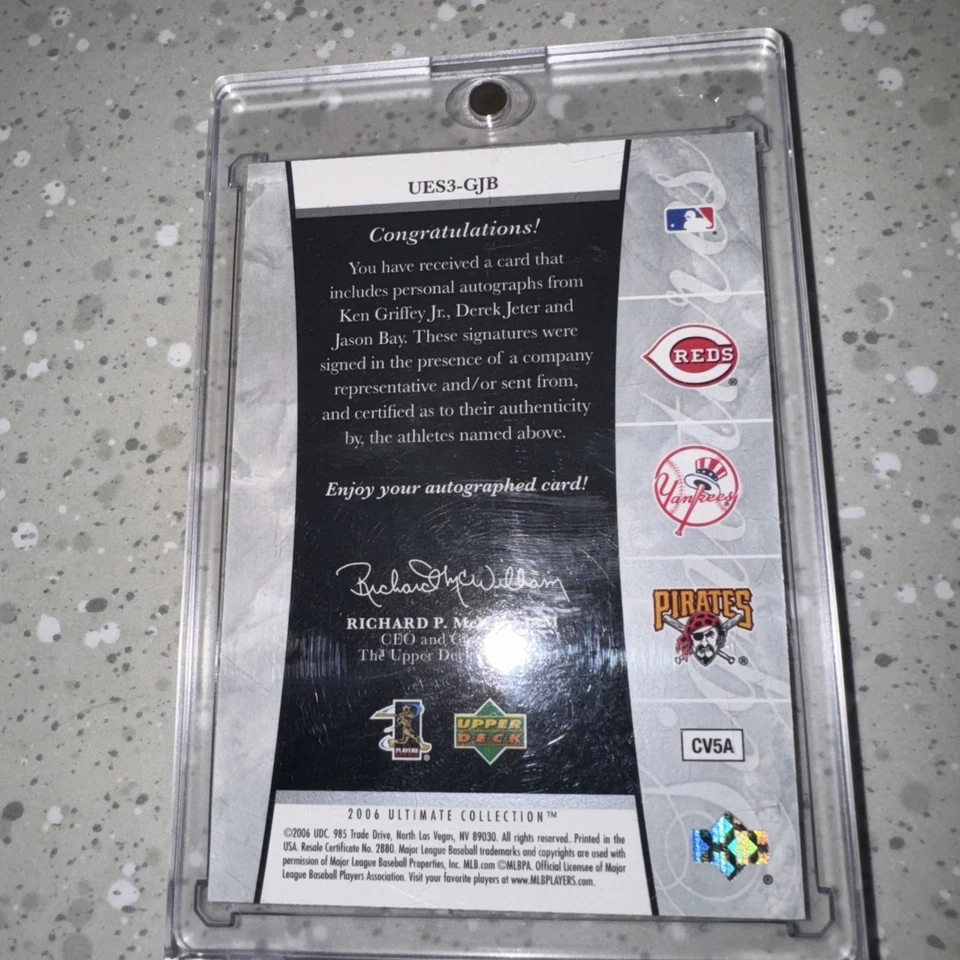 UES3-GJB
Congratulations!
You have received a card that
includes personal autographs from
Ken Griffey Jr., Derek Jeter and
Jason Bay. These signatures were
signed in the presence of a company
representative and/or sent from,
and certified as to their authenticity
by, the athletes named above.
Enjoy your autographed card!
Richard McWilliam
RICHARD P.
CEO and
The Upper
PLAYERS
UPPER
DECK
REDS
Yankees
PIRATES
CV5A
2006 ULTIMATE COLLECTION™
©2006 UDC. 985 Trade Drive, North Las Vegas, NV 89030. All rights reserved. Printed in the
USA. Resale Certificate No. 2880. Major League Baseball trademarks and copyrights are used with
permission of Major League Baseball Properties, Inc. MLB.com ©MLBPA. Official Licensee of Major
League Baseball Players Association. Visit your favorite players at www.MLBPLAYERS.com.